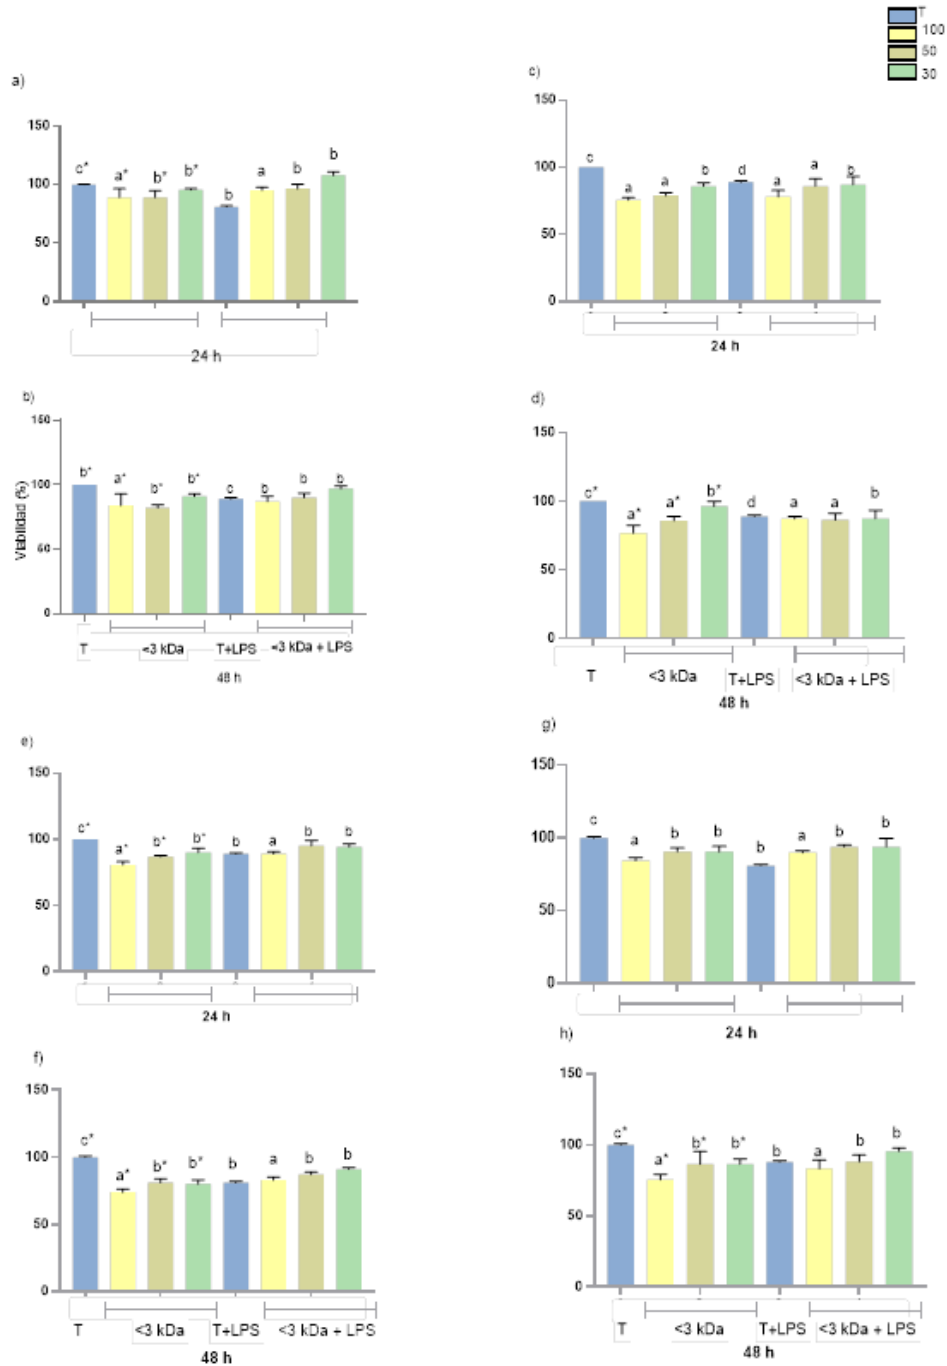 T
100
50
30
a)
150
c* a* b* b* b a b b
100
50
0
24 h
c)
150
c a a b d a a b
100
50
0
24 h
b)
150
b* a* b* b* c b b b
100
50
0
Viabilidad (%)
T <3 kDa T+LPS <3 kDa + LPS
48 h
d)
150
c* a* a* b* d a a b
100
50
0
T <3 kDa T+LPS <3 kDa + LPS
48 h
e)
150
c* a* b* b* b a b b
100
50
0
24 h
g)
150
c a b b b a b b
100
50
0
24 h
f)
150
c* a* b* b* b a b b
100
50
0
T <3 kDa T+LPS <3 kDa + LPS
48 h
h)
150
c* a* b* b* b a b b
100
50
0
T <3 kDa T+LPS <3 kDa + LPS
48 h